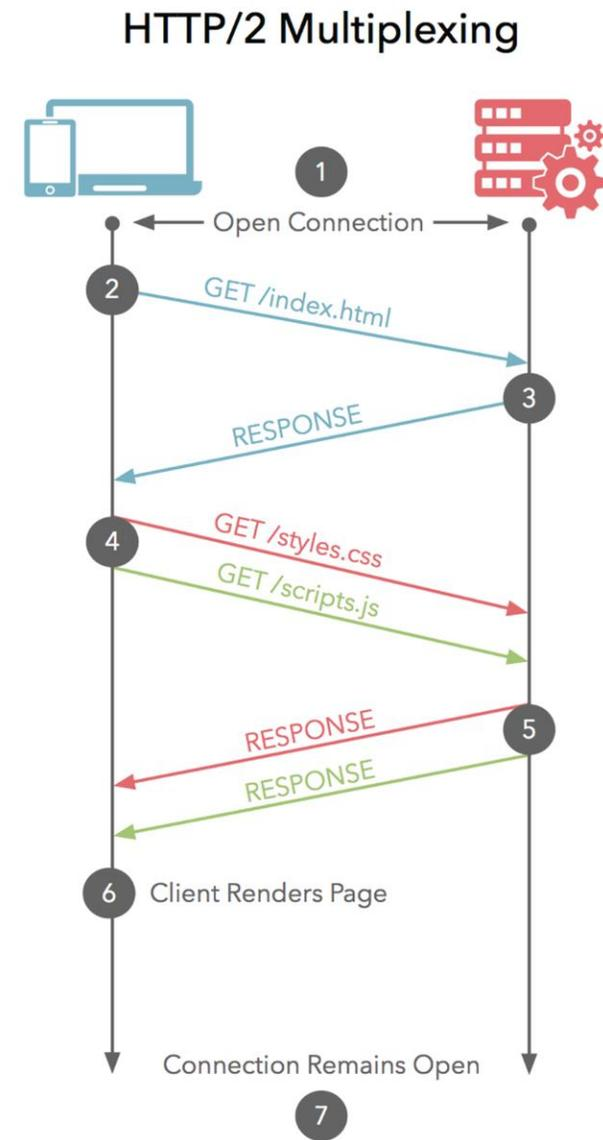 HTTP/2 Multiplexing
1
Open Connection
2
GET /index.html
3
RESPONSE
4
GET /styles.css
GET /scripts.js
5
RESPONSE
RESPONSE
6
Client Renders Page
Connection Remains Open
7